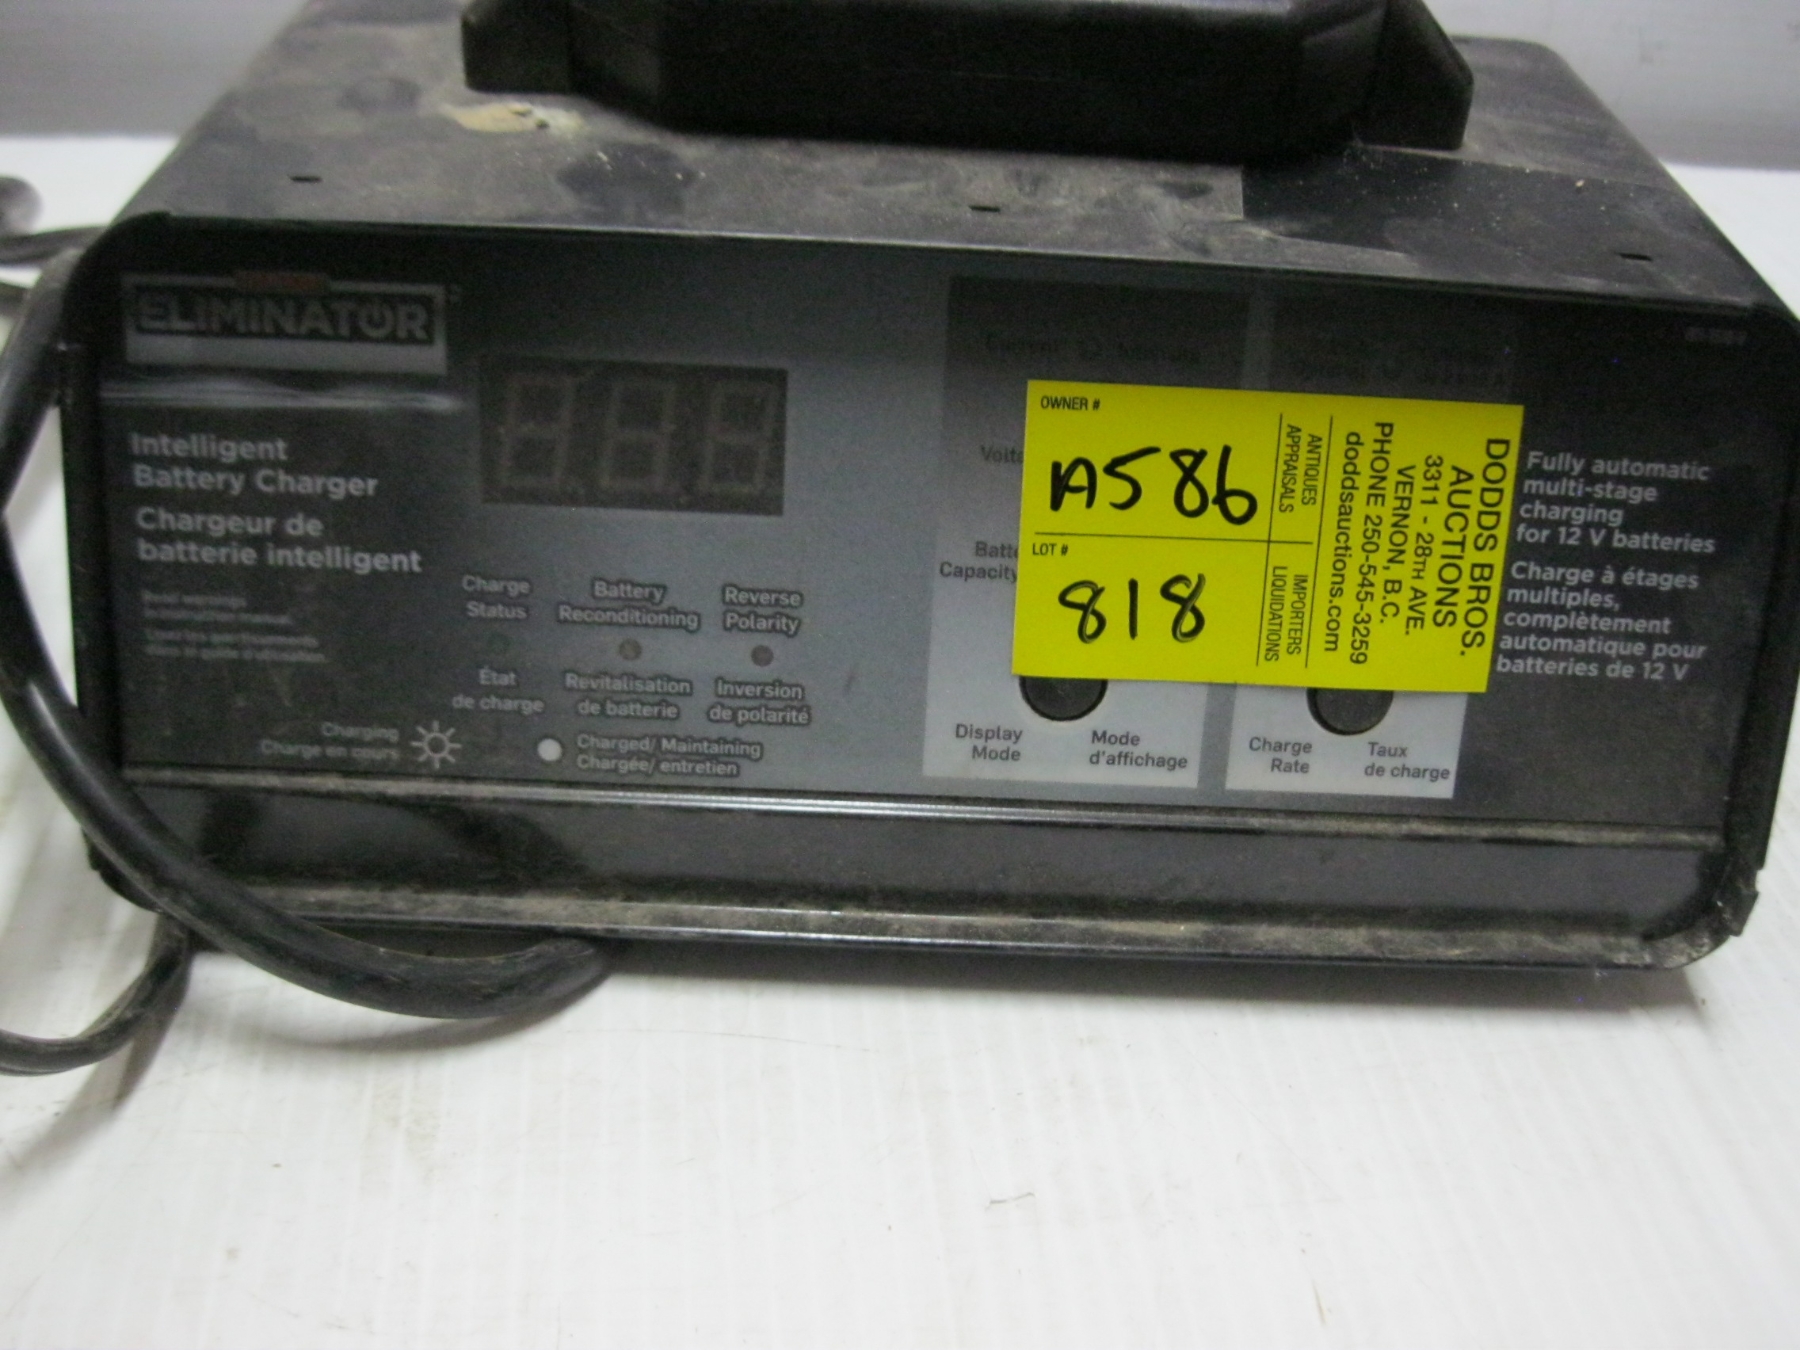 ELiMiNATOR
Intelligent
Battery Charger
Chargeur de
batterie intelligent
Charge
Status
Battery
Reconditioning
Reverse
Polarity
État
de charge
Revitalisation
de batterie
Inversion
de polarité
Charging
Charge en cours
Charged/ Maintaining
Chargée/ entretien
Capacity
Display
Mode
Mode
d'affichage
Charge
Rate
Taux
de charge
OWNER #
A586
LOT #
818
ANTIQUES
APPRAISALS
IMPORTERS
LIQUIDATIONS
DODDS BROS.
AUCTIONS
3311 - 28TH AVE.
VERNON, B.C.
PHONE 250-545-3259
doddsauctions.com
Fully automatic
multi-stage
charging
for 12 V batteries
Charge à étages
multiples,
complètement
automatique pour
batteries de 12 V